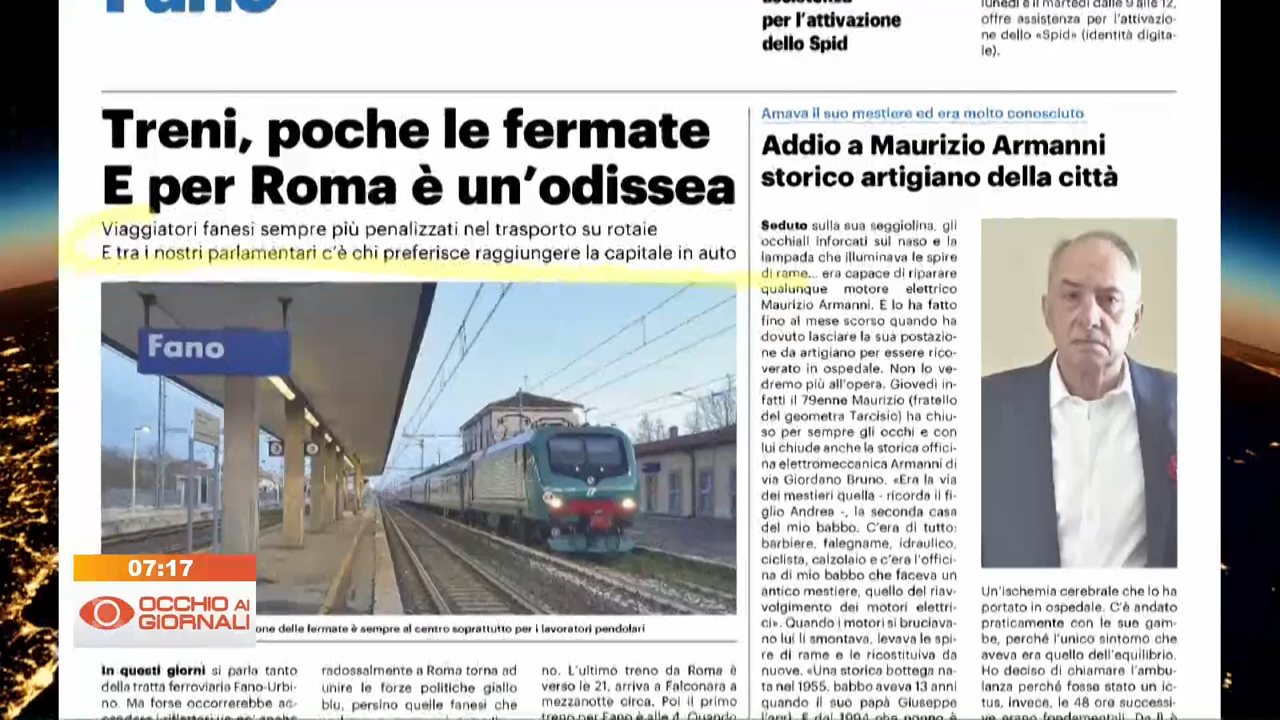 Fano
per l'attivazione
dello Spid
lunedì e il martedì dalle 9 alle 12,
offre assistenza per l'attivazio-
ne dello «Spid» (identità digita-
le).
Treni, poche le fermate
E per Roma è un'odissea
Viaggiatori fanesi sempre più penalizzati nel trasporto su rotaie
E tra i nostri parlamentari c'è chi preferisce raggiungere la capitale in auto
Fano
one delle fermate è sempre al centro soprattutto per i lavoratori pendolari
In questi giorni si parla tanto
della tratta ferroviaria Fano-Urbi-
no. Ma forse occorrerebbe ac-
radossalmente a Roma torna ad
unire le forze politiche giallo
blu, persino quelle fanesi che
no. L'ultimo treno da Roma è
verso le 21, arriva a Falconara a
mezzanotte circa. Poi il primo
treno per Fano è alle 4. Quando
Amava il suo mestiere ed era molto conosciuto
Addio a Maurizio Armanni
storico artigiano della città
Seduto sulla sua seggiolina, gli
occhiali inforcati sul naso e la
lampada che illuminava le spire
di rame... era capace di riparare
qualunque motore elettrico
Maurizio Armanni. E lo ha fatto
fino al mese scorso quando ha
dovuto lasciare la sua postazio-
ne da artigiano per essere rico-
verato in ospedale. Non lo ve-
dremo più all'opera. Giovedì in-
fatti il 79enne Maurizio (fratello
del geometra Tarcisio) ha chiu-
so per sempre gli occhi e con
lui chiude anche la storica offici-
na elettromeccanica Armanni di
via Giordano Bruno. «Era la via
dei mestieri quella - ricorda il fi-
glio Andrea -, la seconda casa
del mio babbo. C'era di tutto:
barbiere, falegname, idraulico,
ciclista, calzolaio e c'era l'offici-
na di mio babbo che faceva un
antico mestiere, quello del riav-
volgimento dei motori elettri-
ci». Quando i motori si bruciava-
no lui li smontava, levava le spi-
re di rame e le ricostituiva da
nuove. «Una storica bottega na-
ta nel 1955, babbo aveva 13 anni
quando il suo papà Giuseppe
Un'ischemia cerebrale che lo ha
portato in ospedale. C'è andato
praticamente con le sue gam-
be, perché l'unico sintomo che
aveva era quello dell'equilibrio.
Ho deciso di chiamare l'ambu-
lanza perché fosse stato un ic-
tus, invece, le 48 ore successi-
07:17
OCCHIO AI
GIORNALI